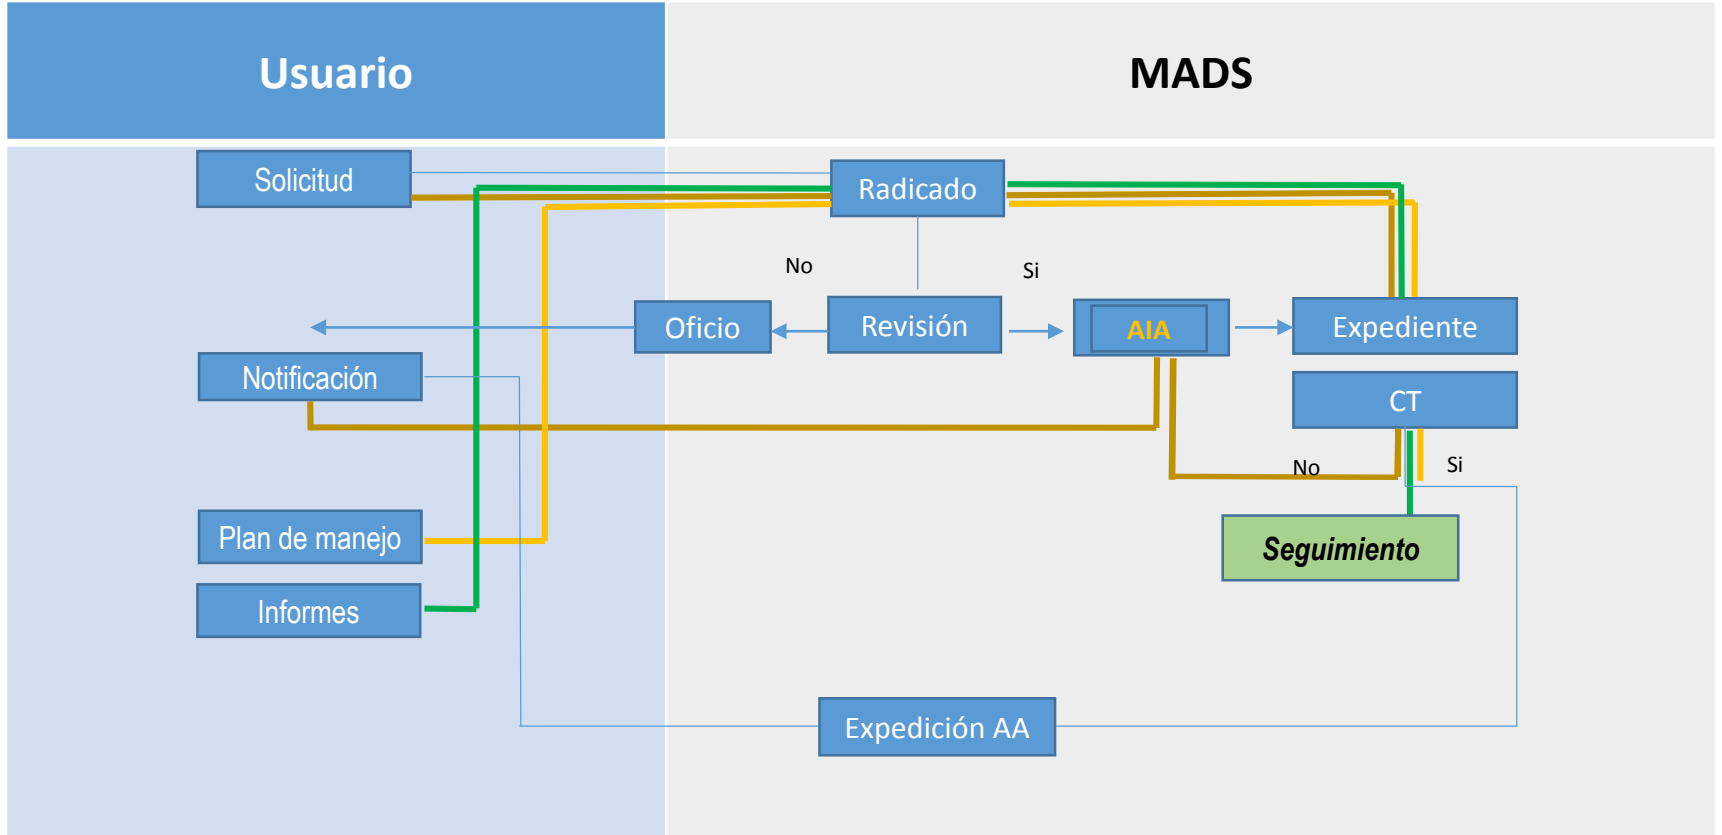 Usuario
MADS
Solicitud
Radicado
No
Si
Oficio
Revisión
AIA
Expediente
Notificación
CT
No
Si
Plan de manejo
Seguimiento
Informes
Expedición AA